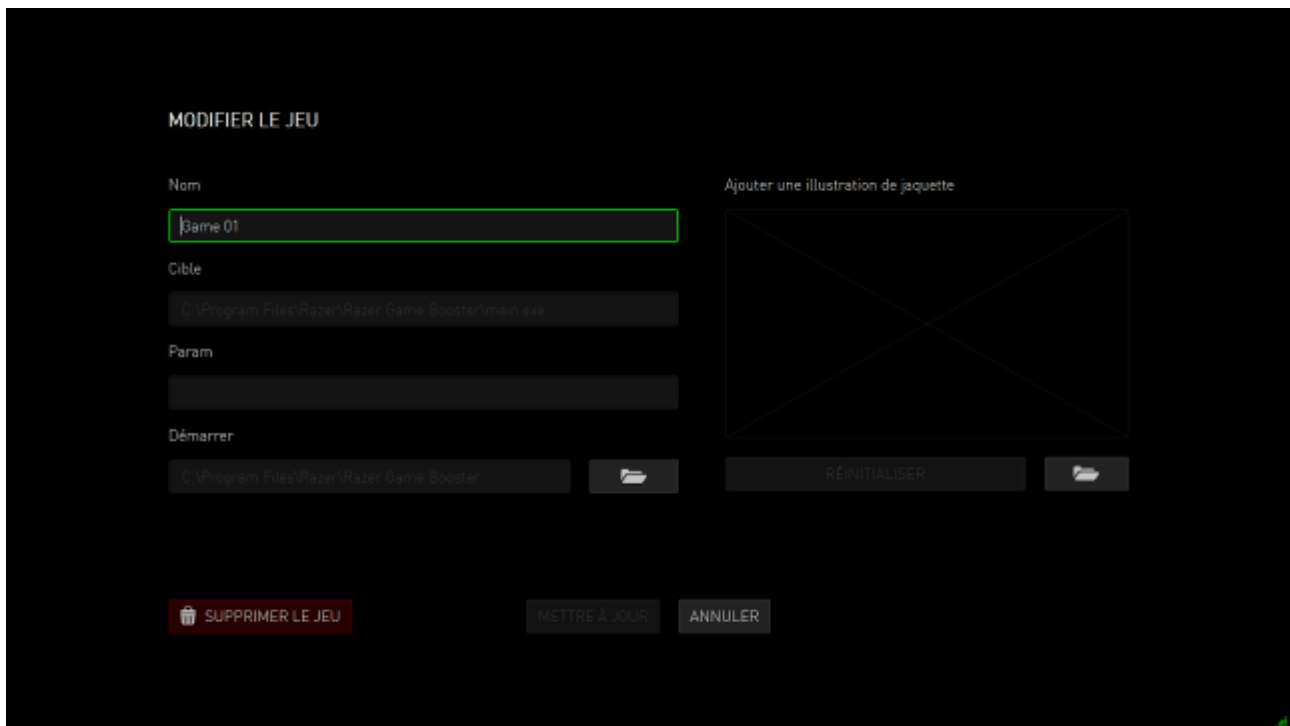 MODIFIER LE JEU
Nom
Game 01
Cible
C:\Program Files\Razer\Razer Game Booster\main.exe
Param
Démarrer
C:\Program Files\Razer\Razer Game Booster
Ajouter une illustration de jaquette
RÉINITIALISER
SUPPRIMER LE JEU
METTRE À JOUR
ANNULER